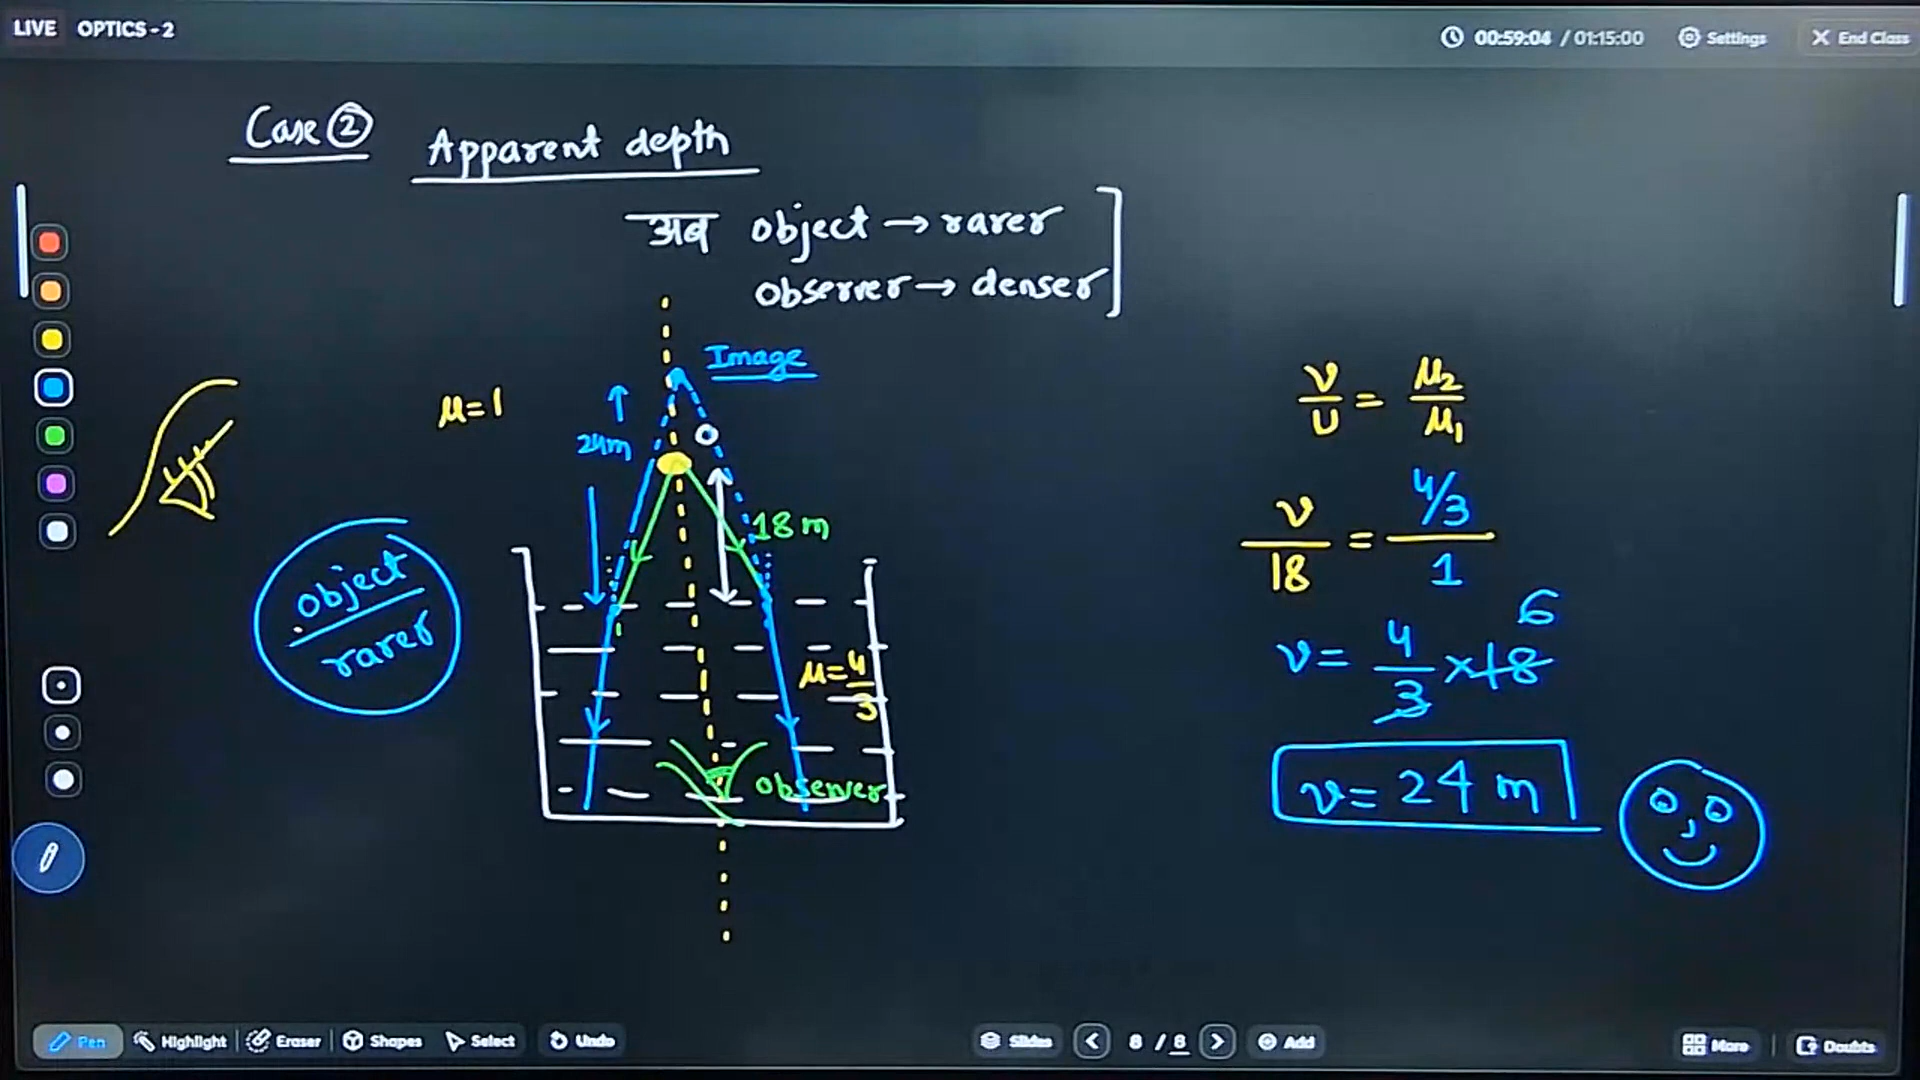 LIVE OPTICS - 2
00:59:04 / 01:15:00 Settings X End Class
Case ②
Apparent depth
अब object → rarer
observer → denser
Image
μ=1
24m
O
18m
object
rarer
μ=4/3
observer
v/u = μ₂/μ₁
v/18 = 4/3/1
v = 4/3 × 18 6
v = 24 m
Pen Highlight Eraser Shapes Select Undo Slides < 8 / 8 > Add More Doubts